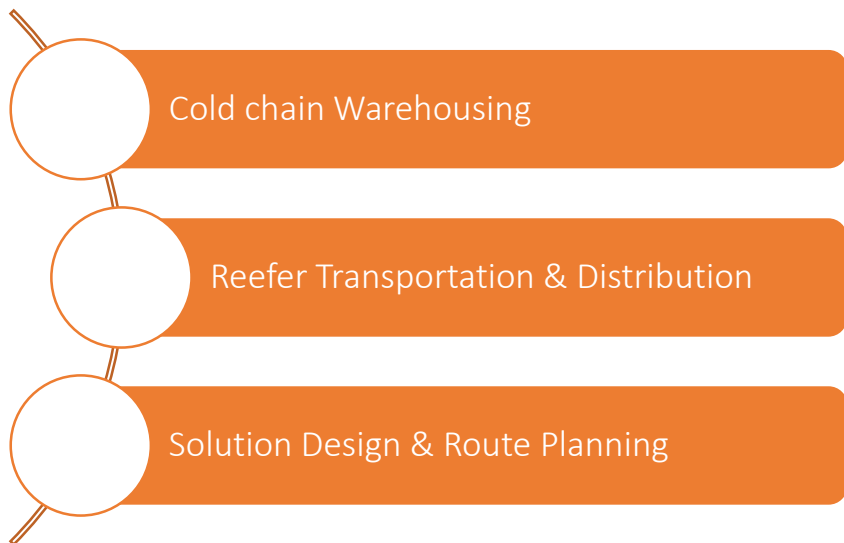 Cold chain Warehousing
Reefer Transportation & Distribution
Solution Design & Route Planning